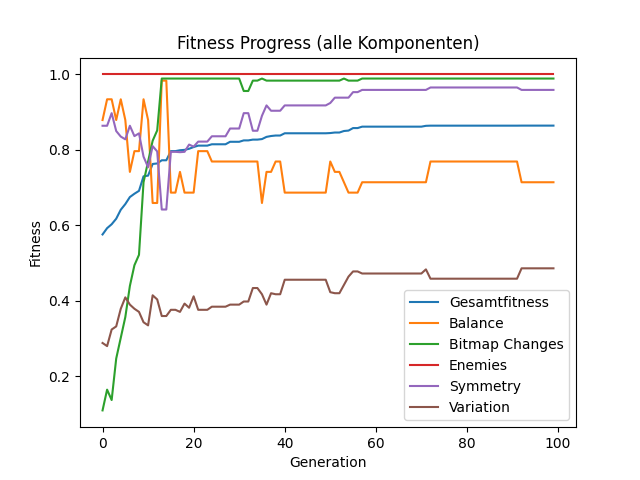 Fitness Progress (alle Komponenten)
1.0
0.8
0.6
0.4
0.2
Fitness
0 20 40 60 80 100
Generation
Gesamtfitness
Balance
Bitmap Changes
Enemies
Symmetry
Variation